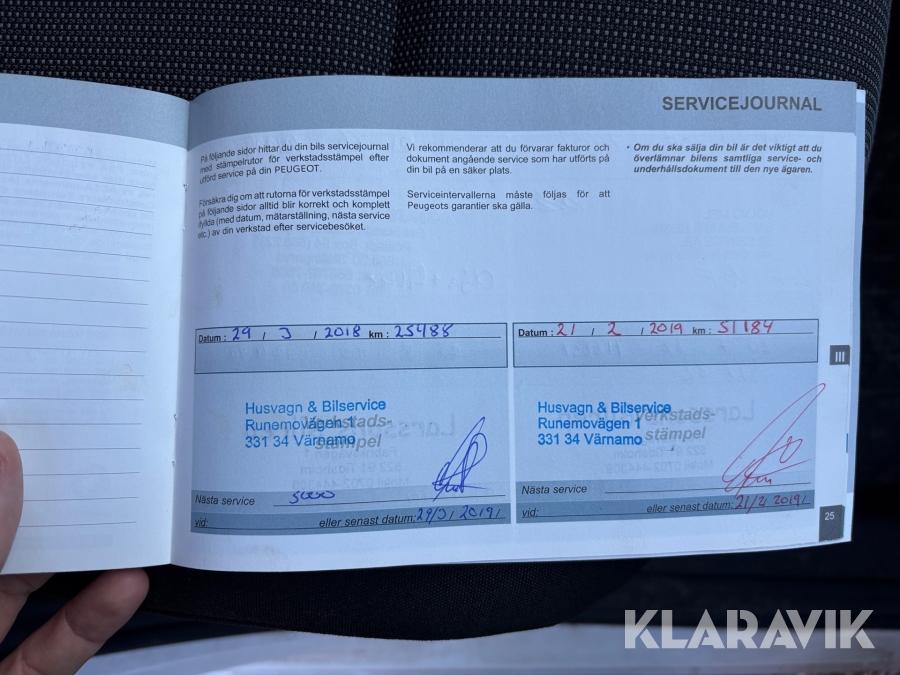 SERVICEJOURNAL
På följande sidor hittar du din bils servicejournal
med stämpelrutor för verkstadsstämpel efter
utförd service på din PEUGEOT.
Försäkra dig om att rutorna för verkstadsstämpel
på följande sidor alltid blir korrekt och komplett
ifyllda (med datum, mätarställning, nästa service
etc.) av din verkstad efter servicebesöket.
Vi rekommenderar att du förvarar fakturor och
dokument angående service som har utförts på
din bil på en säker plats.
Serviceintervallerna måste följas för att
Peugeots garantier ska gälla.
• Om du ska sälja din bil är det viktigt att du
överlämnar bilens samtliga service- och
underhållsdokument till den nye ägaren.
Datum : 29 / 3 / 2018 km : 25488
Husvagn & Bilservice
Runemovägen 1
331 34 Värnamo
Verkstads-
stämpel
Nästa service 5000
vid: eller senast datum: 29/3/2019/
Datum : 21 / 2 / 2019 km : 51184
Husvagn & Bilservice
Runemovägen 1
331 34 Värnamo
Verkstads-
stämpel
Nästa service
vid: eller senast datum: 21/2/2019/
III
25
KLARAVIK